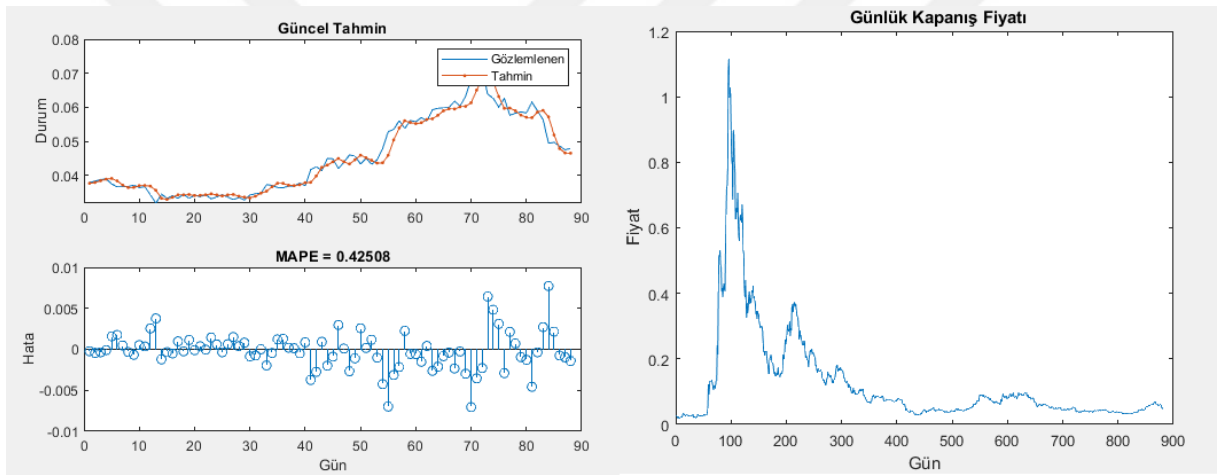 Güncel Tahmin
0.08
0.07
0.06
0.05
0.04
Durum
Gözlemlenen
Tahmin
0 10 20 30 40 50 60 70 80 90
MAPE = 0.42508
0.01
0.005
0
-0.005
-0.01
Hata
0 10 20 30 40 50 60 70 80 90
Gün
Günlük Kapanış Fiyatı
1.2
1
0.8
0.6
0.4
0.2
0
Fiyat
0 100 200 300 400 500 600 700 800 900
Gün